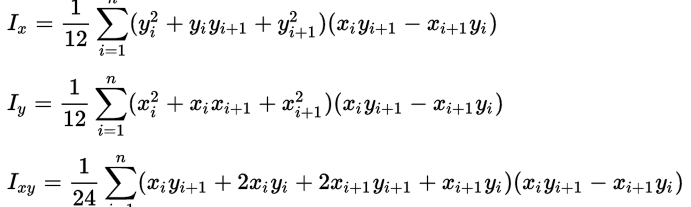 I_x = \frac{1}{12} \sum_{i=1}^{n} (y_i^2 + y_i y_{i+1} + y_{i+1}^2)(x_i y_{i+1} - x_{i+1} y_i)
I_y = \frac{1}{12} \sum_{i=1}^{n} (x_i^2 + x_i x_{i+1} + x_{i+1}^2)(x_i y_{i+1} - x_{i+1} y_i)
I_{xy} = \frac{1}{24} \sum_{i=1}^{n} (x_i y_{i+1} + 2x_i y_i + 2x_{i+1} y_{i+1} + x_{i+1} y_i)(x_i y_{i+1} - x_{i+1} y_i)